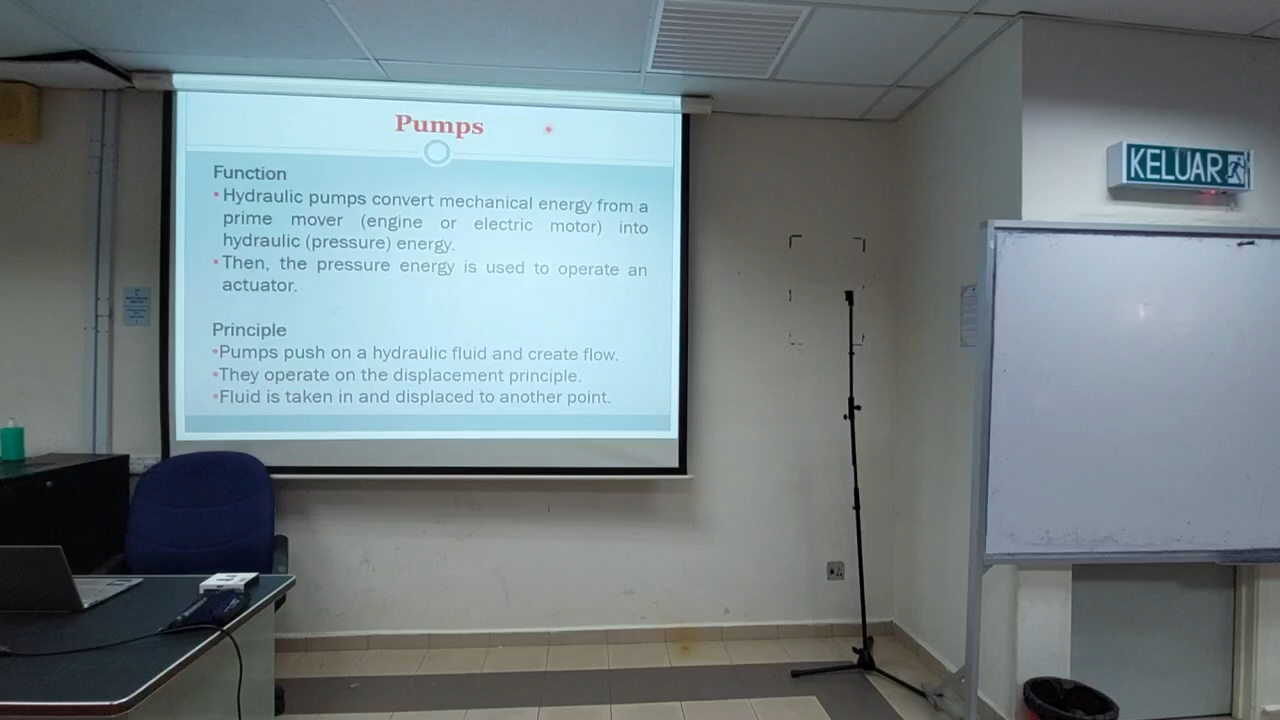 Pumps
Function
•Hydraulic pumps convert mechanical energy from a
prime mover (engine or electric motor) into
hydraulic (pressure) energy.
•Then, the pressure energy is used to operate an
actuator.
Principle
•Pumps push on a hydraulic fluid and create flow.
•They operate on the displacement principle.
•Fluid is taken in and displaced to another point.
KELUAR